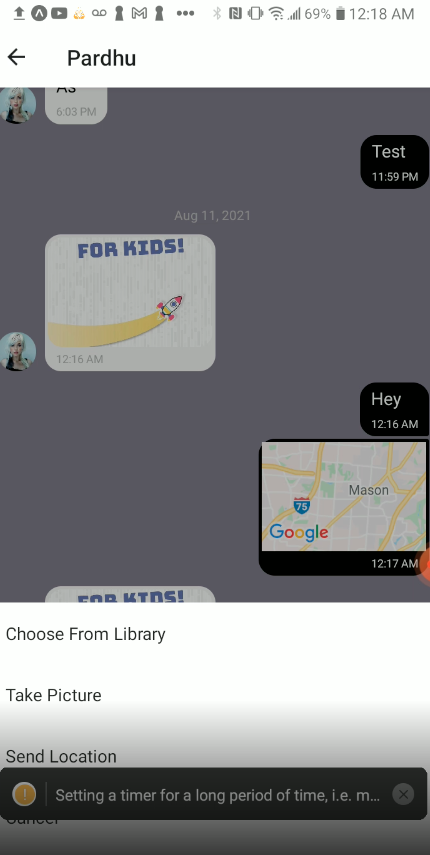 69% 12:18 AM
Pardhu
As
6:03 PM
Test
11:59 PM
Aug 11, 2021
FOR KIDS!
12:16 AM
Hey
12:16 AM
Mason
75
Google
12:17 AM
FOR KIDS!
Choose From Library
Take Picture
Send Location
Setting a timer for a long period of time, i.e. m...
Cancel